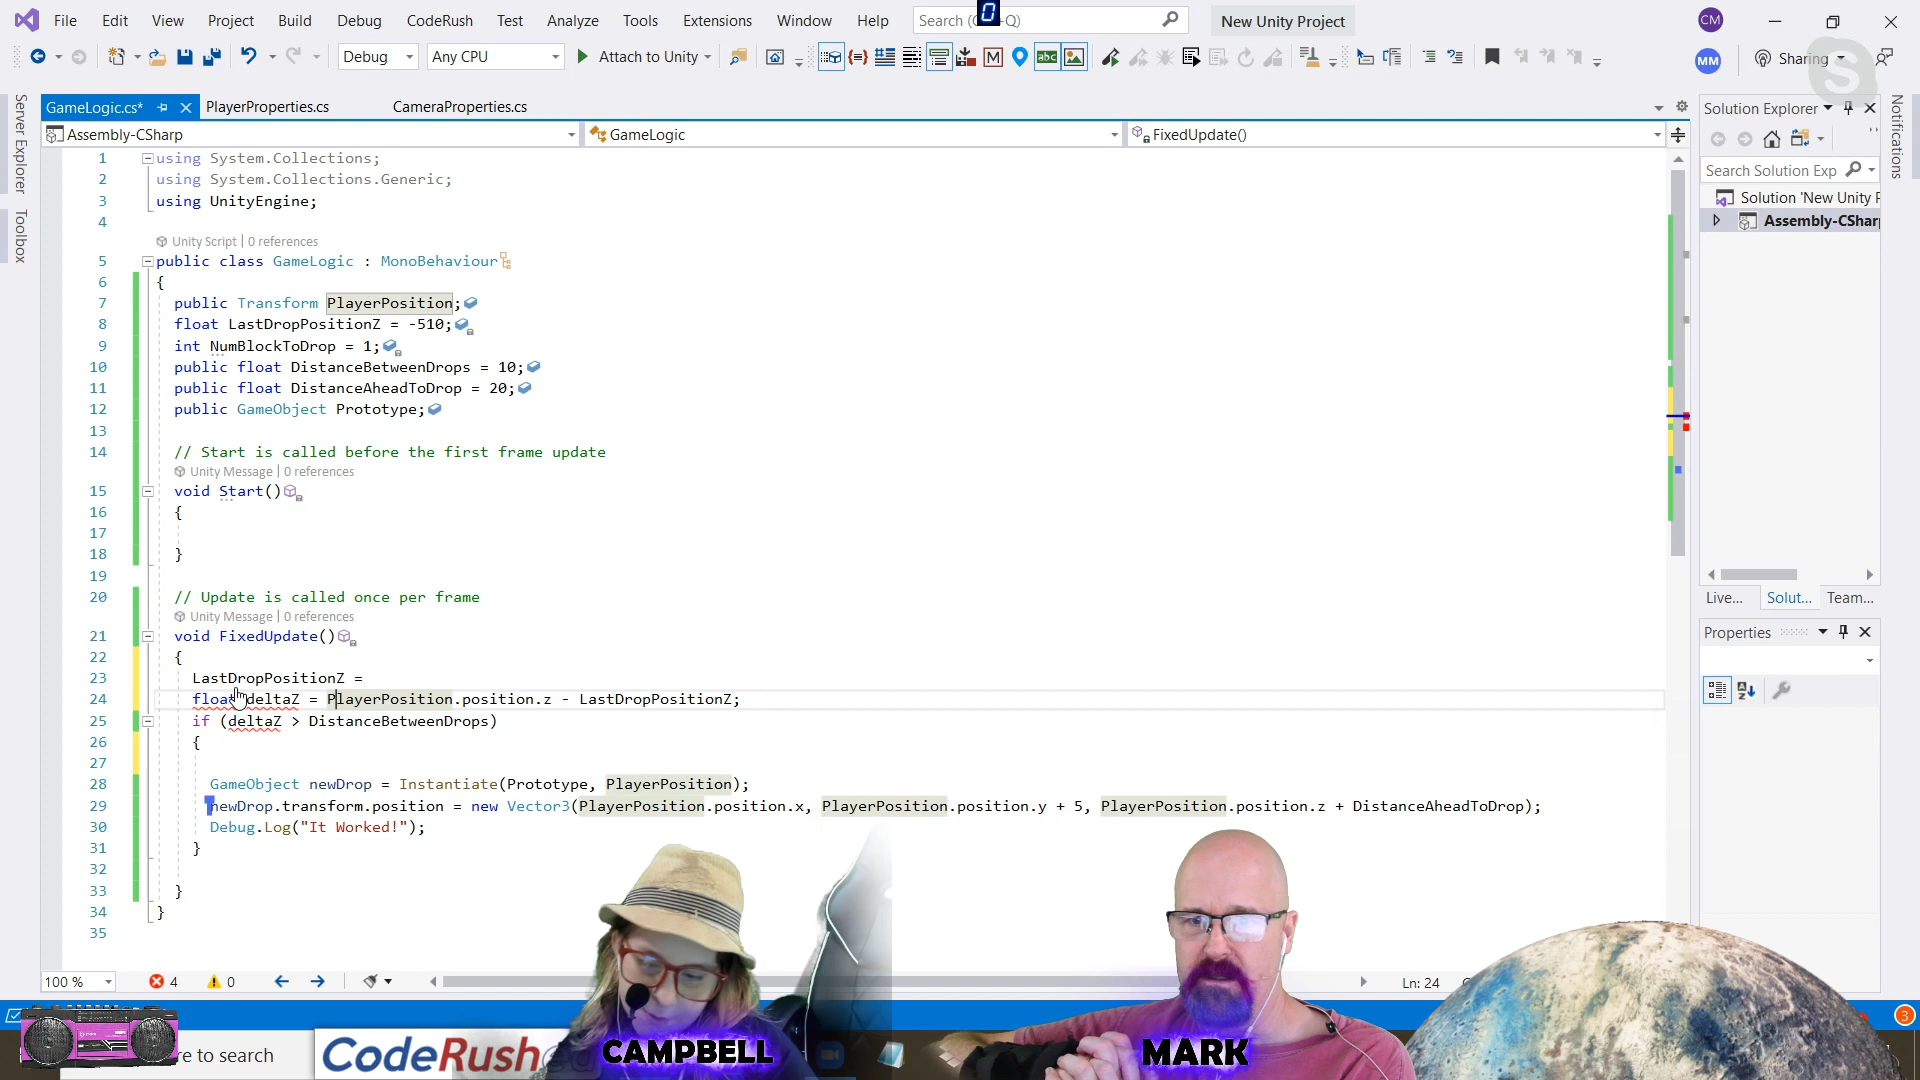 File Edit View Project Build Debug CodeRush Test Analyze Tools Extensions Window Help Search (C 0 Q) New Unity Project CM
Debug Any CPU Attach to Unity MM Sharing
Server Explorer
Toolbox
Notifications
GameLogic.cs* PlayerProperties.cs CameraProperties.cs
Assembly-CSharp GameLogic FixedUpdate()
1 using System.Collections;
2 using System.Collections.Generic;
3 using UnityEngine;
4
Unity Script | 0 references
5 public class GameLogic : MonoBehaviour
6 {
7 public Transform PlayerPosition;
8 float LastDropPositionZ = -510;
9 int NumBlockToDrop = 1;
10 public float DistanceBetweenDrops = 10;
11 public float DistanceAheadToDrop = 20;
12 public GameObject Prototype;
13
14 // Start is called before the first frame update
Unity Message | 0 references
15 void Start()
16 {
17
18 }
19
20 // Update is called once per frame
Unity Message | 0 references
21 void FixedUpdate()
22 {
23 LastDropPositionZ =
24 float deltaZ = PlayerPosition.position.z - LastDropPositionZ;
25 if (deltaZ > DistanceBetweenDrops)
26 {
27
28 GameObject newDrop = Instantiate(Prototype, PlayerPosition);
29 newDrop.transform.position = new Vector3(PlayerPosition.position.x, PlayerPosition.position.y + 5, PlayerPosition.position.z + DistanceAheadToDrop);
30 Debug.Log("It Worked!");
31 }
32
33 }
34 }
35
100 % 4 0 Ln: 24
Solution Explorer
Search Solution Exp
Solution 'New Unity P
Assembly-CSharp
Live... Solut... Team...
Properties
3
re to search
CodeRush
CAMPBELL
MARK